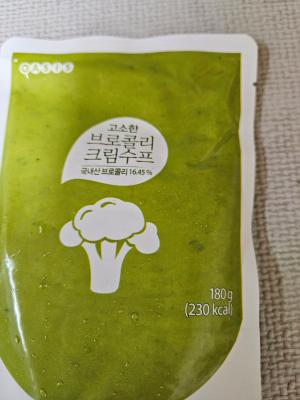 OASIS
고소한
브로콜리
크림수프
국내산 브로콜리 16.45 %
180g
(230 kcal)